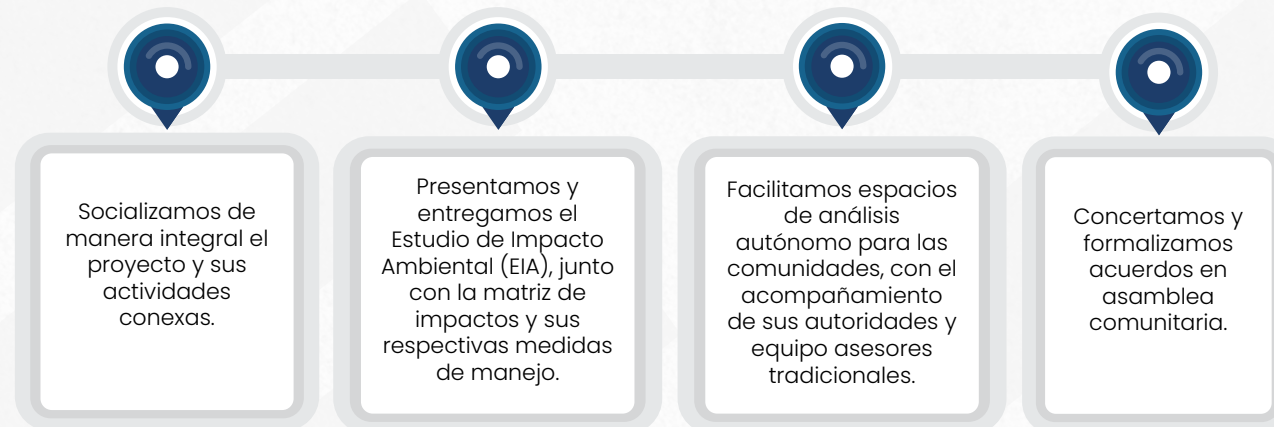 Socializamos de
manera integral el
proyecto y sus
actividades
conexas.
Presentamos y
entregamos el
Estudio de Impacto
Ambiental (EIA), junto
con la matriz de
impactos y sus
respectivas medidas
de manejo.
Facilitamos espacios
de análisis
autónomo para las
comunidades, con el
acompañamiento
de sus autoridades y
equipo asesores
tradicionales.
Concertamos y
formalizamos
acuerdos en
asamblea
comunitaria.